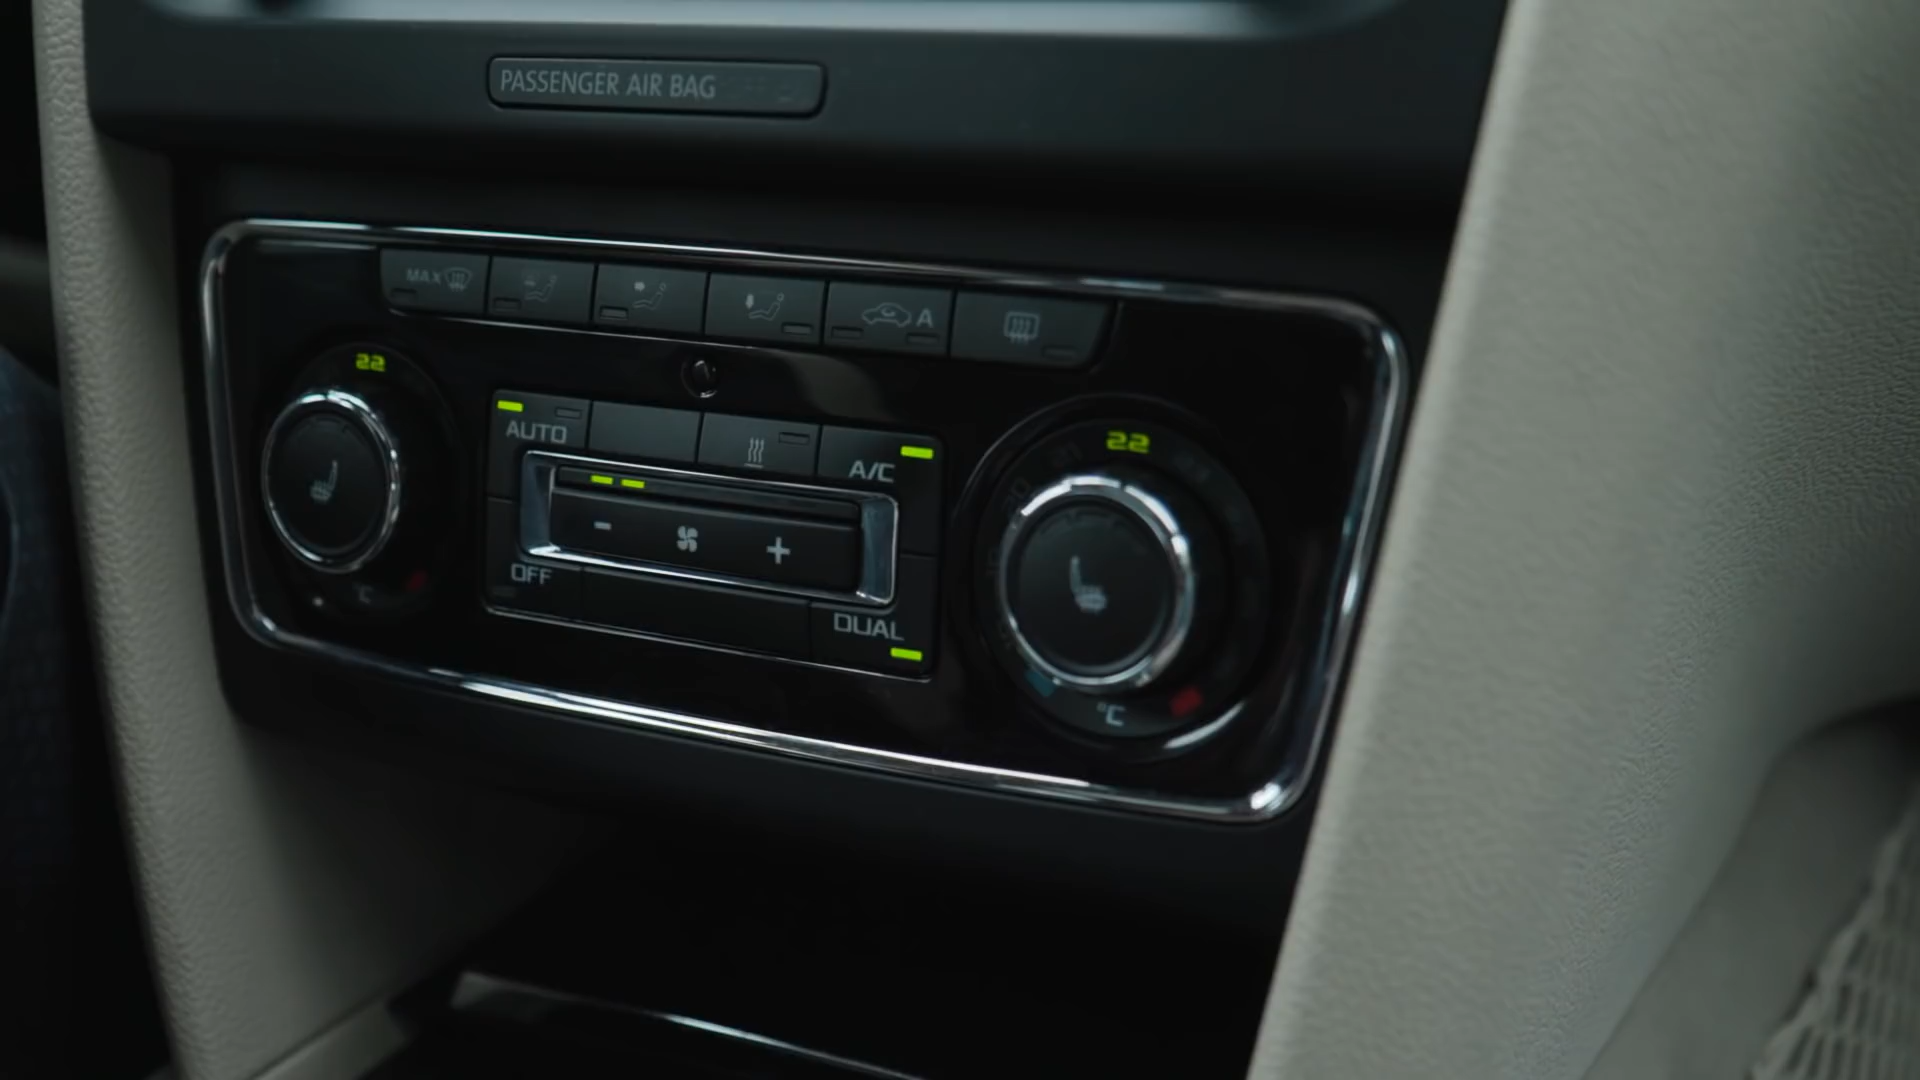 PASSENGER AIR BAG
MAX
A
22
22
AUTO
A/C
- +
OFF
DUAL
°C
°C